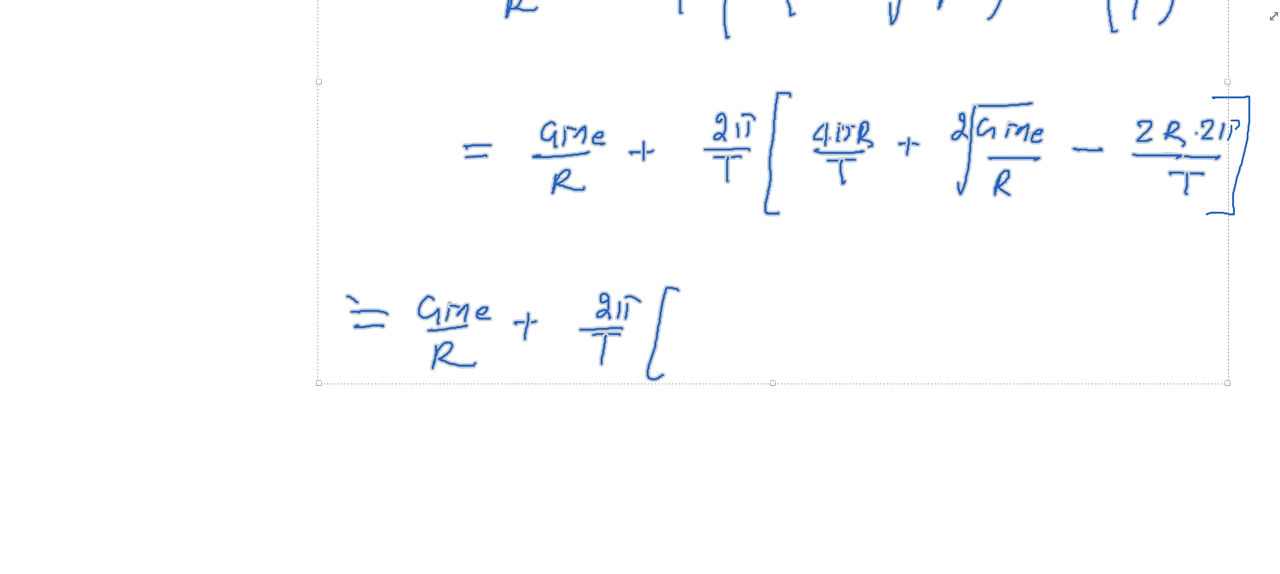 = Gme/R + 2π/T [ 4πR/T + 2√(Gme/R) − 2R·2π/T ]
= Gme/R + 2π/T [